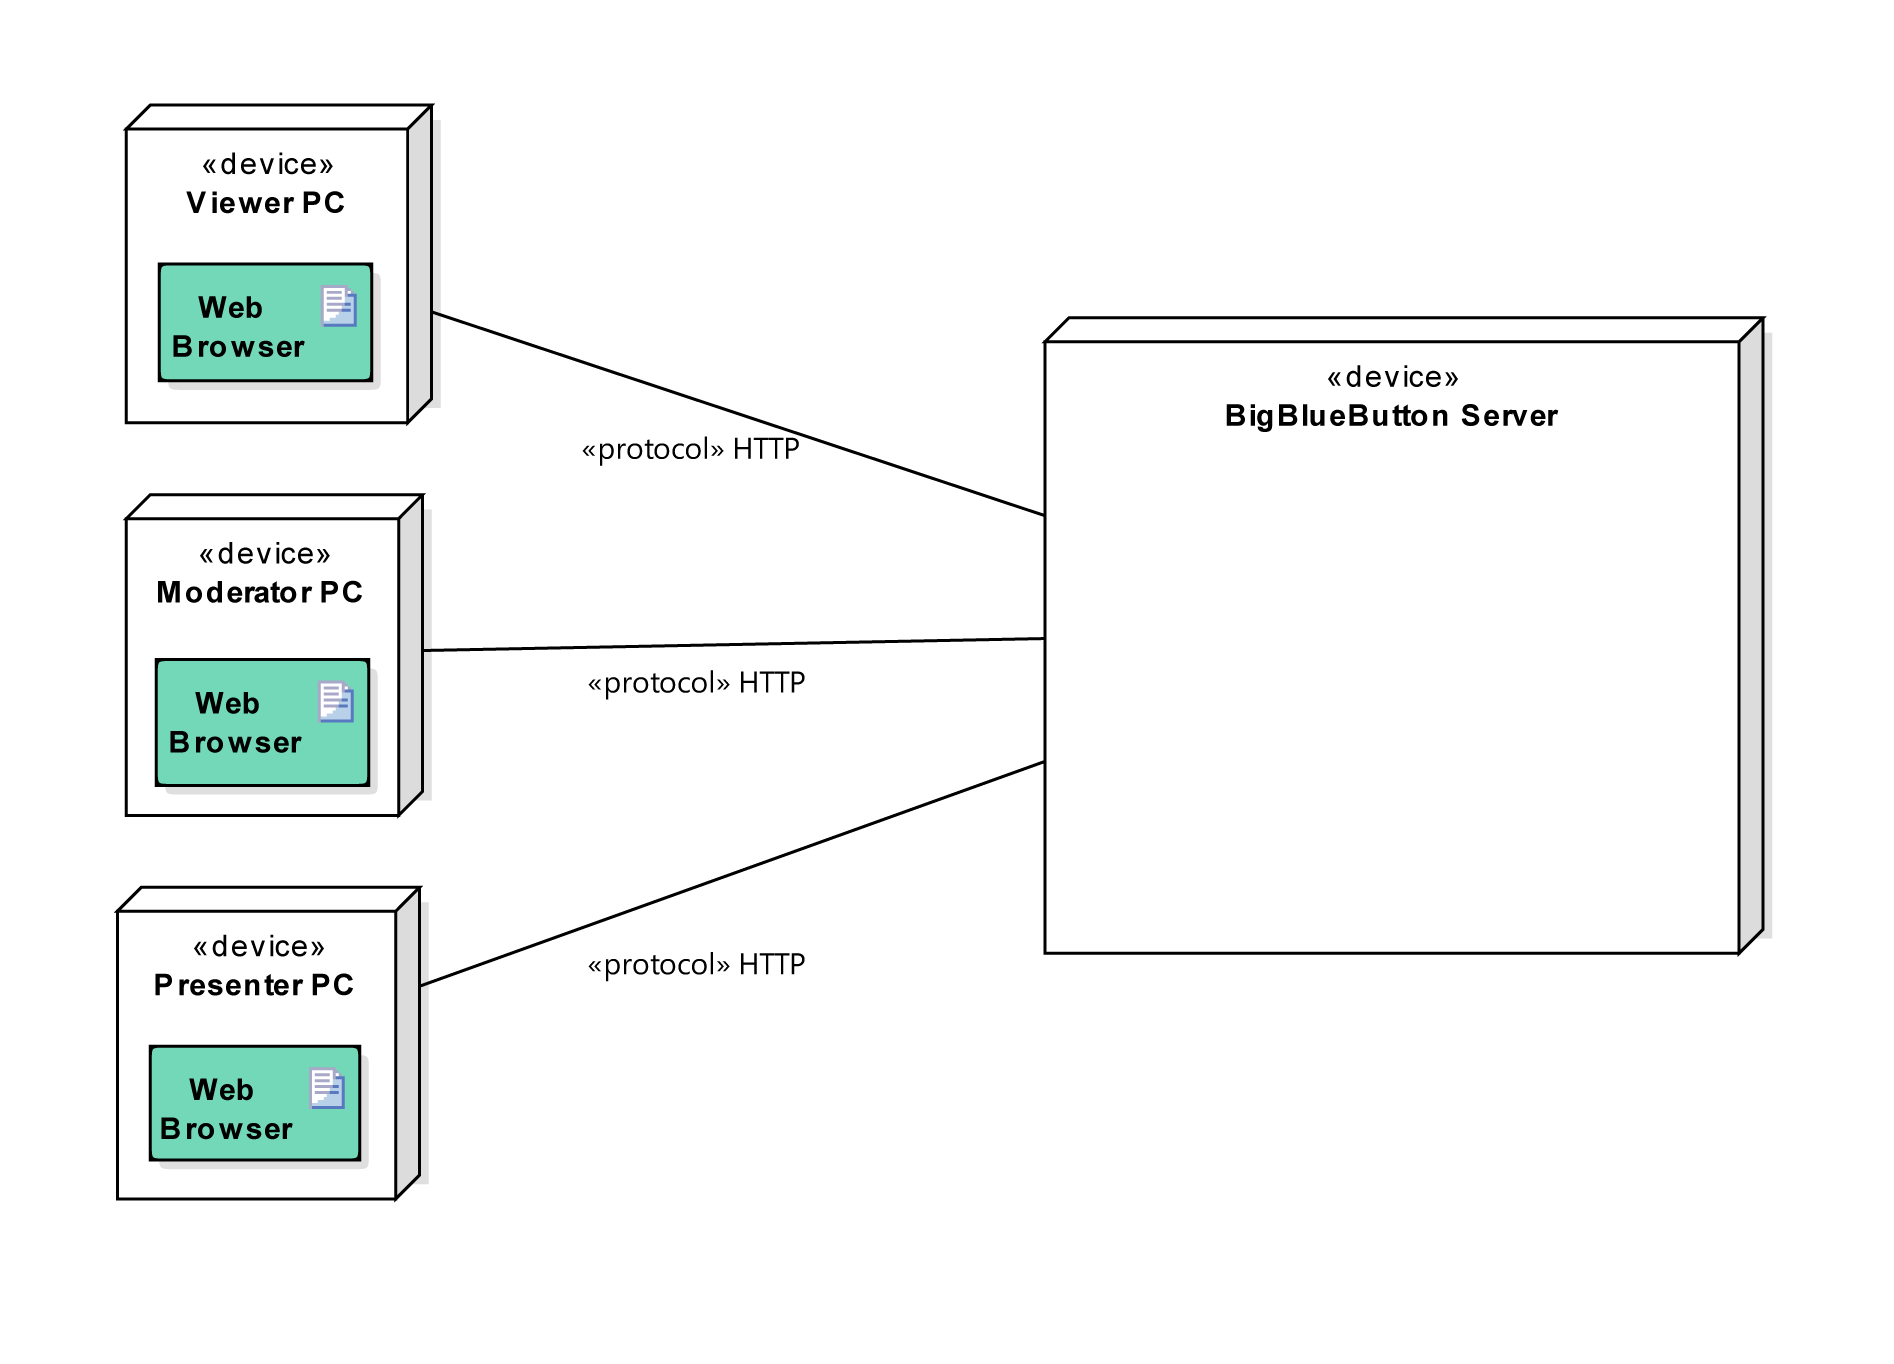 «device»
Viewer PC
Web
Browser
«protocol» HTTP
«device»
BigBlueButton Server
«device»
Moderator PC
Web
Browser
«protocol» HTTP
«device»
Presenter PC
Web
Browser
«protocol» HTTP